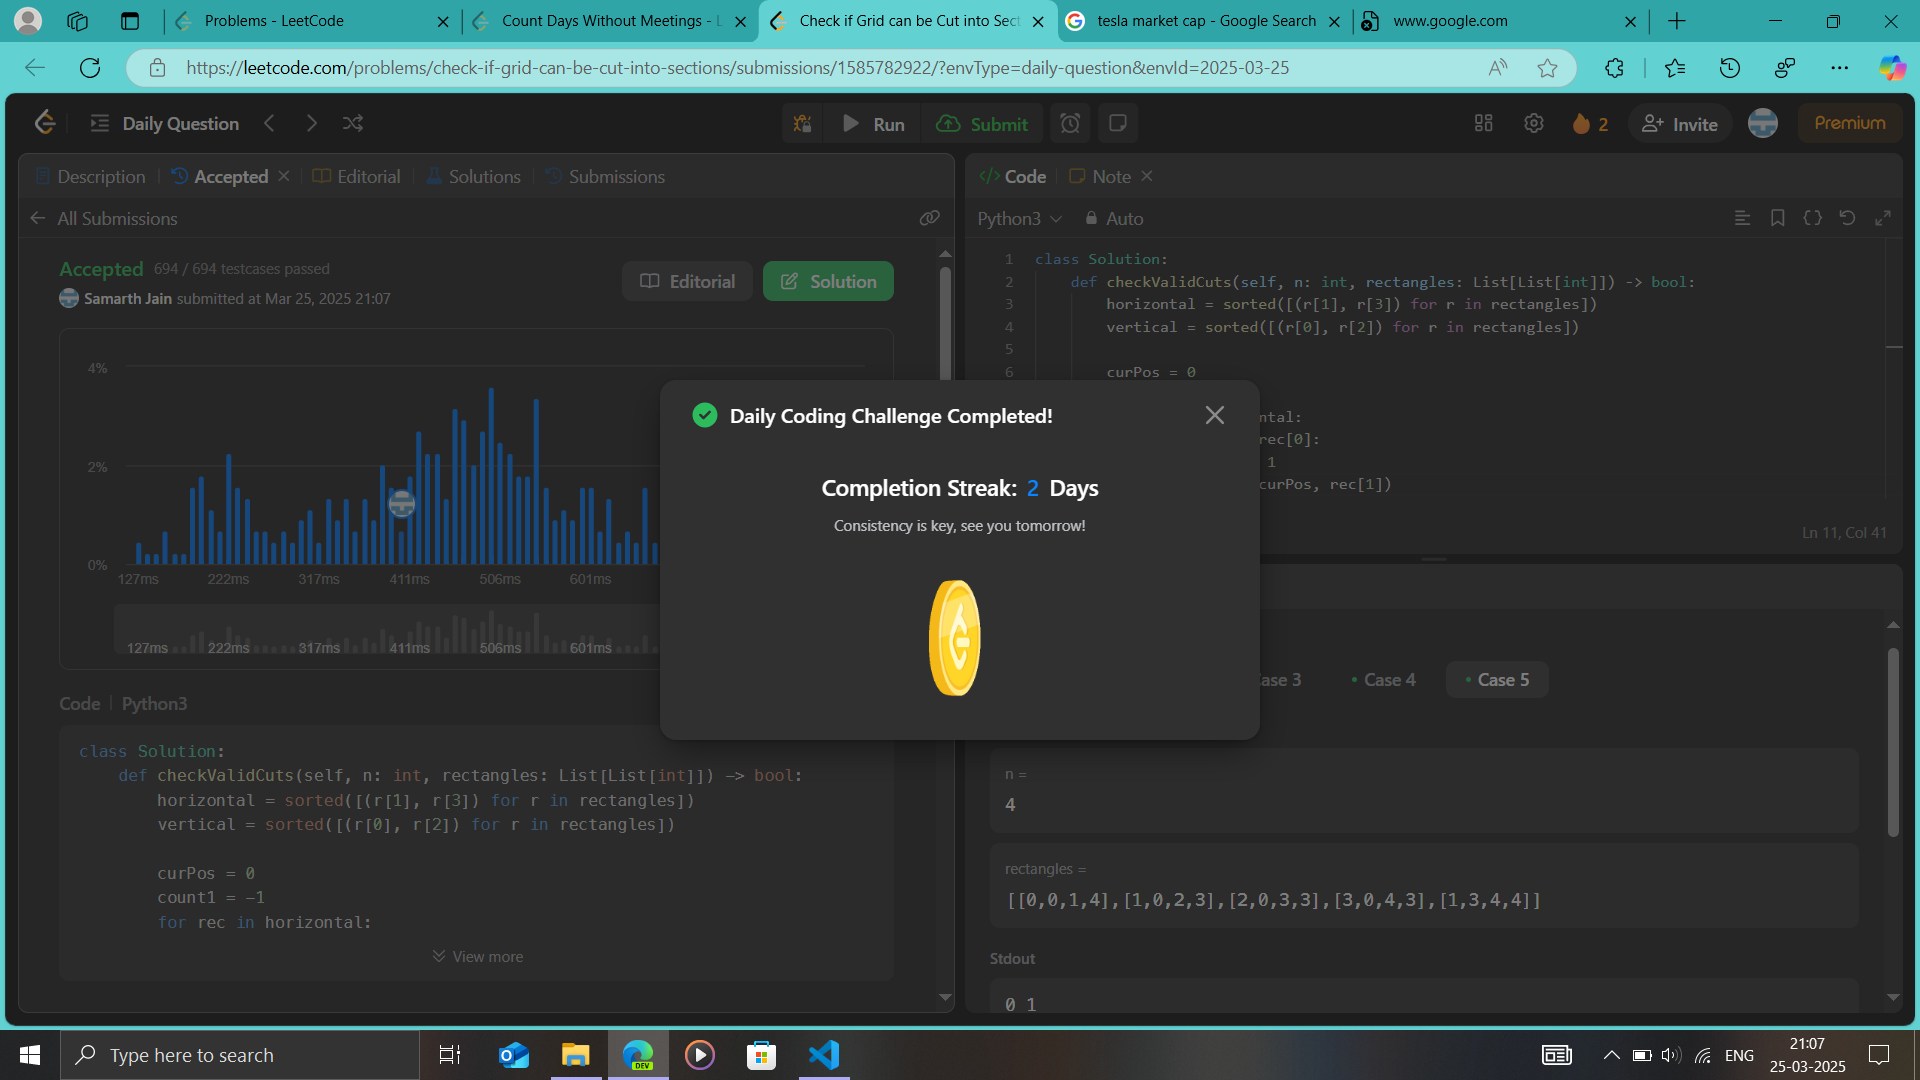 Problems - LeetCode
Count Days Without Meetings - L
Check if Grid can be Cut into Sect
tesla market cap - Google Search
www.google.com
https://leetcode.com/problems/check-if-grid-can-be-cut-into-sections/submissions/1585782922/?envType=daily-question&envId=2025-03-25
Daily Question
Run
Submit
2
Invite
Premium
Description
Accepted
Editorial
Solutions
Submissions
All Submissions
Accepted 694 / 694 testcases passed
Samarth Jain submitted at Mar 25, 2025 21:07
Editorial
Solution
4%
2%
0%
127ms 222ms 317ms 411ms 506ms 601ms
127ms 222ms 317ms 411ms 506ms 601ms
Code | Python3
class Solution:
def checkValidCuts(self, n: int, rectangles: List[List[int]]) -> bool:
horizontal = sorted([(r[1], r[3]) for r in rectangles])
vertical = sorted([(r[0], r[2]) for r in rectangles])
curPos = 0
count1 = -1
for rec in horizontal:
View more
Code
Note
Python3
Auto
1 class Solution:
2 def checkValidCuts(self, n: int, rectangles: List[List[int]]) -> bool:
3 horizontal = sorted([(r[1], r[3]) for r in rectangles])
4 vertical = sorted([(r[0], r[2]) for r in rectangles])
5
6 curPos = 0
ntal:
rec[0]:
1
curPos, rec[1])
Ln 11, Col 41
Daily Coding Challenge Completed!
Completion Streak: 2 Days
Consistency is key, see you tomorrow!
ase 3
Case 4
Case 5
n =
4
rectangles =
[[0,0,1,4],[1,0,2,3],[2,0,3,3],[3,0,4,3],[1,3,4,4]]
Stdout
0 1
Type here to search
DEV
ENG
21:07
25-03-2025